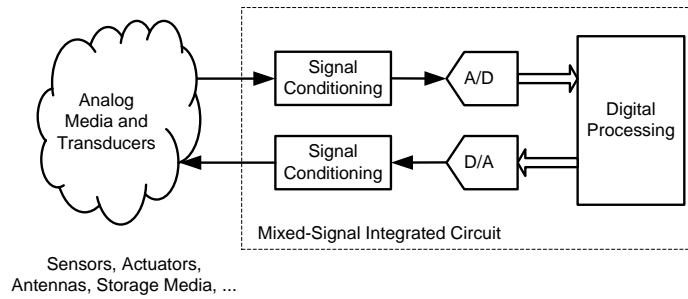 Analog
Media and
Transducers
Signal
Conditioning
A/D
Digital
Processing
Signal
Conditioning
D/A
Mixed-Signal Integrated Circuit
Sensors, Actuators,
Antennas, Storage Media, ...